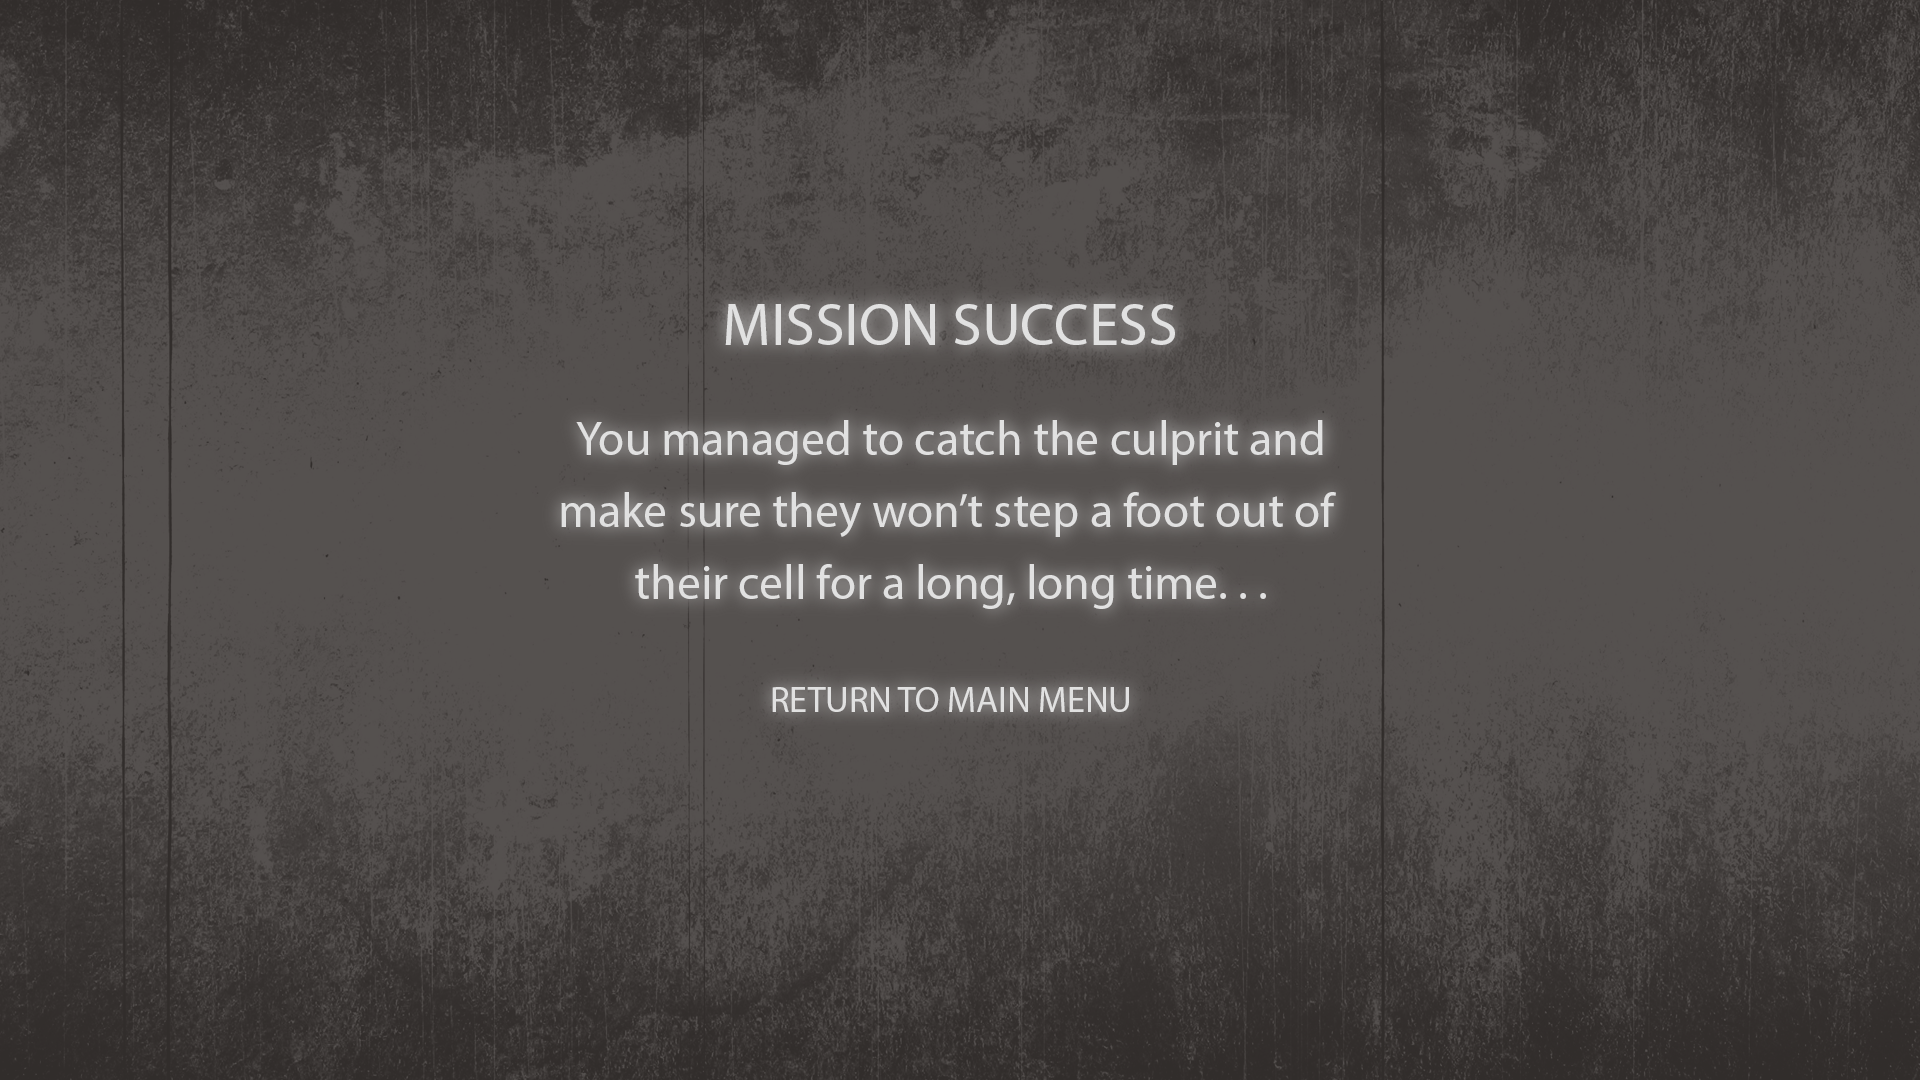 MISSION SUCCESS
You managed to catch the culprit and
make sure they won’t step a foot out of
their cell for a long, long time. . .
RETURN TO MAIN MENU